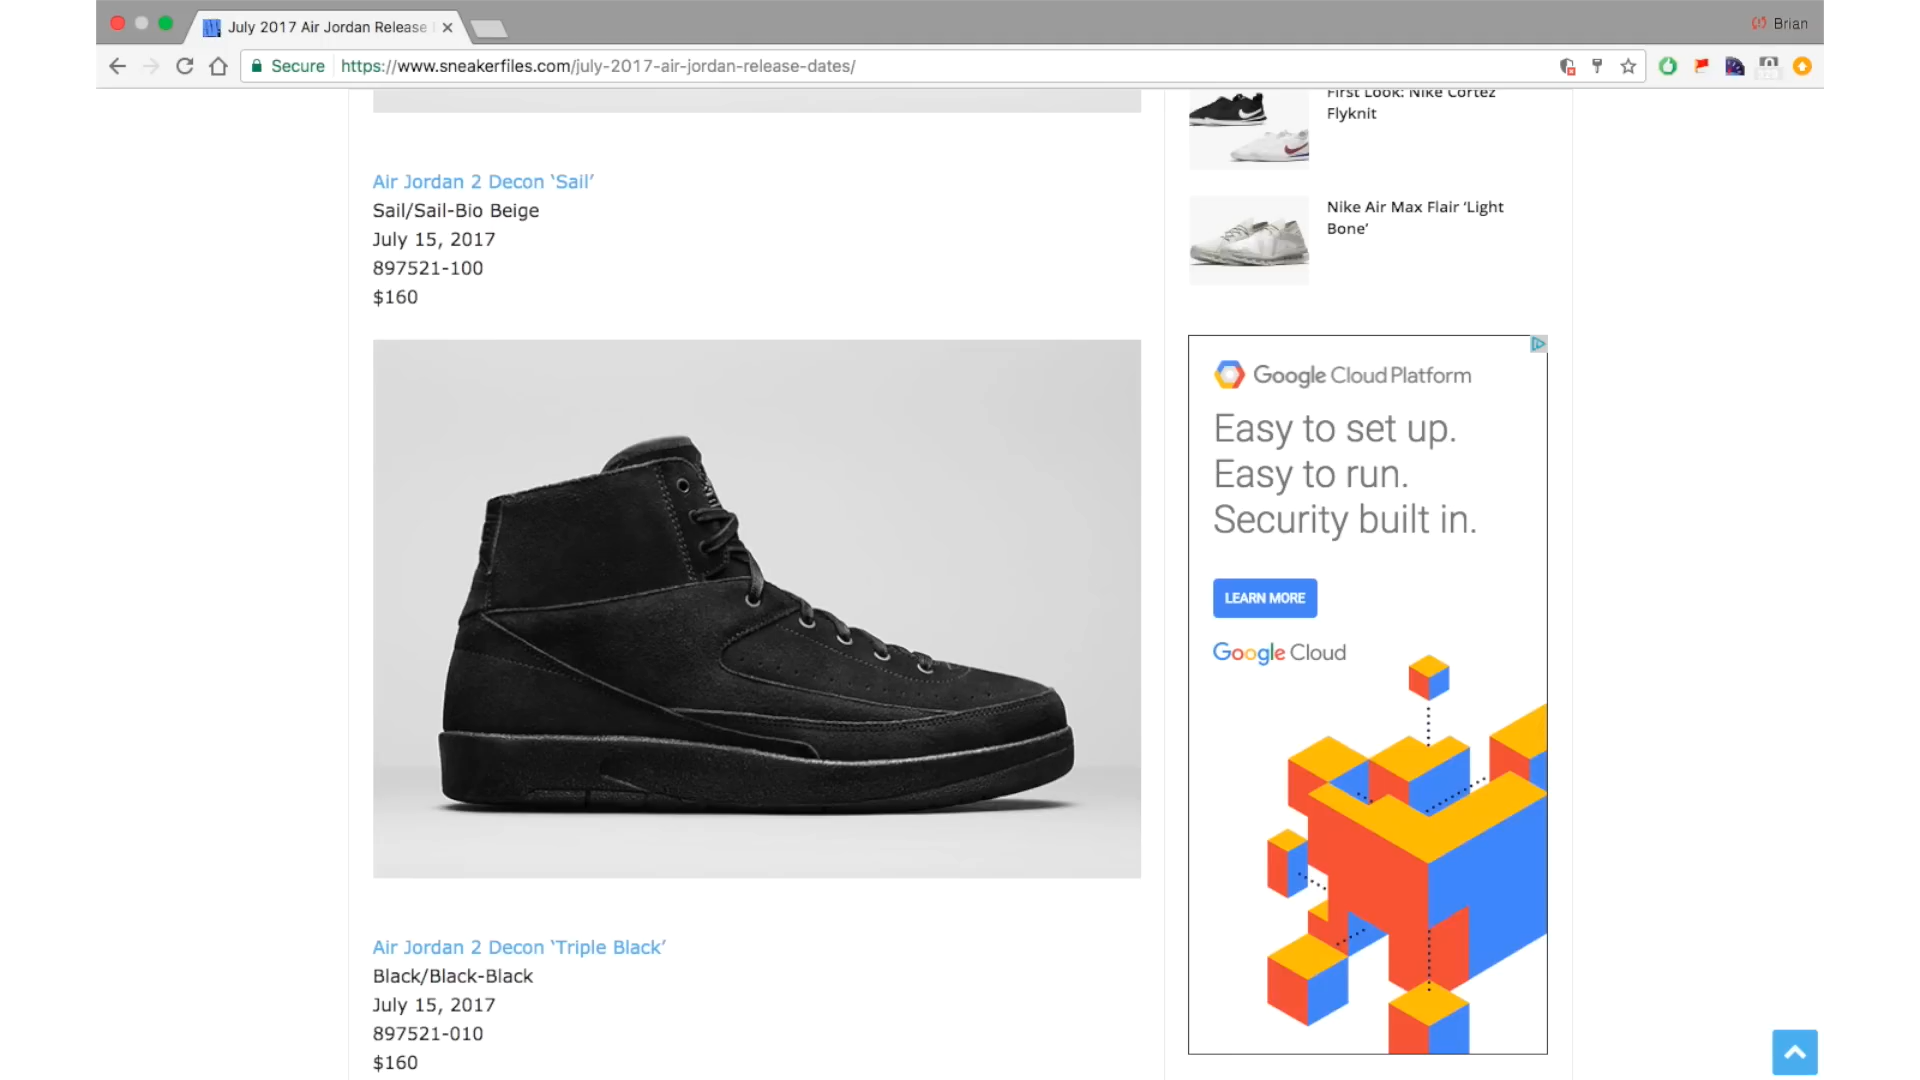 July 2017 Air Jordan Release
Brian
Secure
https://www.sneakerfiles.com/july-2017-air-jordan-release-dates/
Air Jordan 2 Decon ‘Sail’
Sail/Sail-Bio Beige
July 15, 2017
897521-100
$160
Air Jordan 2 Decon ‘Triple Black’
Black/Black-Black
July 15, 2017
897521-010
$160
First Look: Nike Cortez
Flyknit
Nike Air Max Flair ‘Light
Bone’
Google Cloud Platform
Easy to set up.
Easy to run.
Security built in.
LEARN MORE
Google Cloud